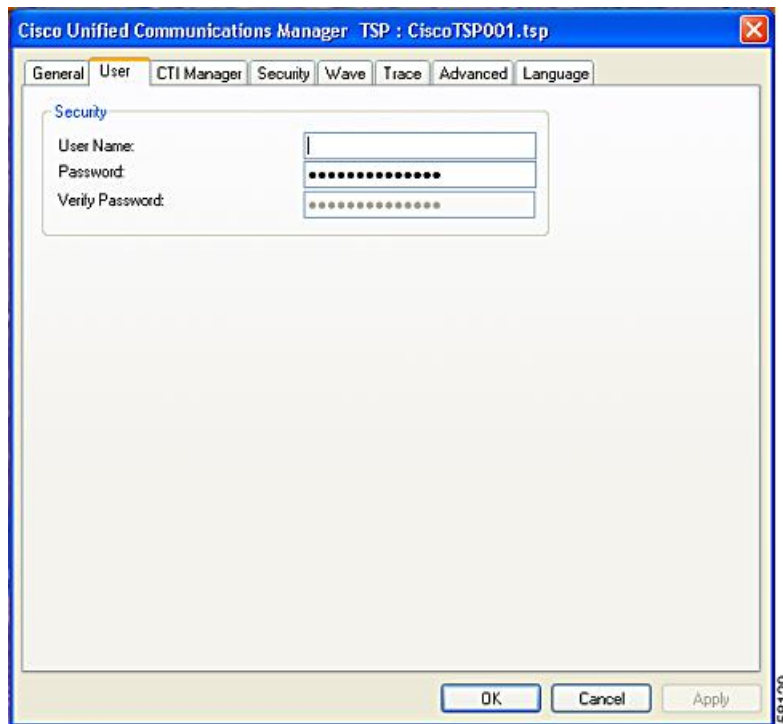 Cisco Unified Communications Manager TSP : CiscoTSP001.tsp
General User CTI Manager Security Wave Trace Advanced Language
Security
User Name:
Password:
Verify Password:
OK Cancel Apply